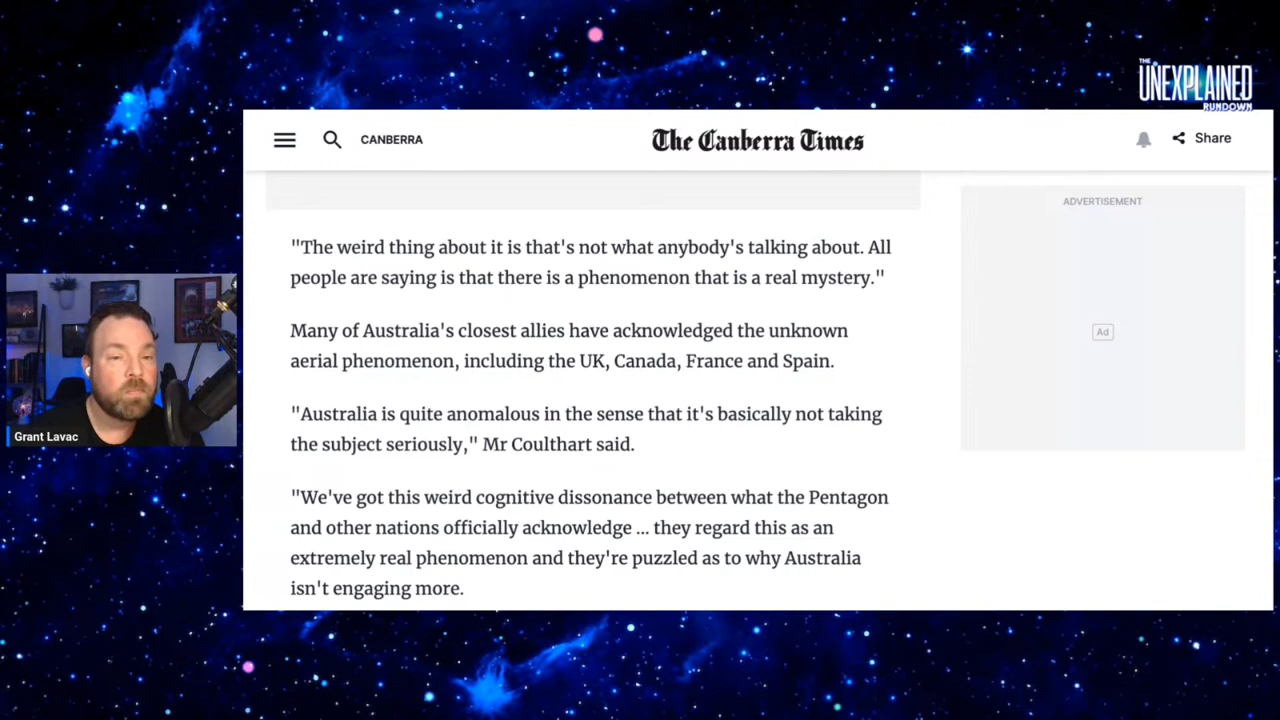 THE
UNEXPLAINED
RUNDOWN
CANBERRA
The Canberra Times
Share
ADVERTISEMENT
"The weird thing about it is that's not what anybody's talking about. All
people are saying is that there is a phenomenon that is a real mystery."
Ad
Many of Australia's closest allies have acknowledged the unknown
aerial phenomenon, including the UK, Canada, France and Spain.
"Australia is quite anomalous in the sense that it's basically not taking
the subject seriously," Mr Coulthart said.
Grant Lavac
"We've got this weird cognitive dissonance between what the Pentagon
and other nations officially acknowledge ... they regard this as an
extremely real phenomenon and they're puzzled as to why Australia
isn't engaging more.